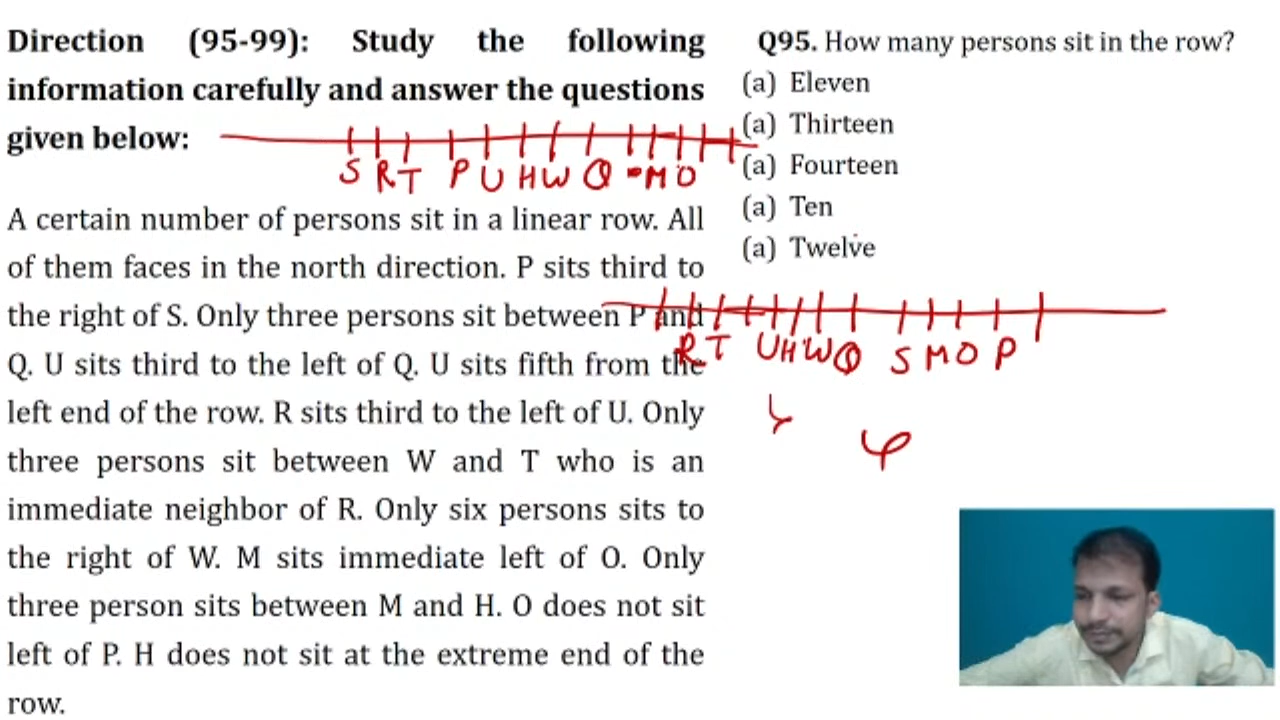 Direction (95-99): Study the following
information carefully and answer the questions
given below:
S R T P U H W Q M O
A certain number of persons sit in a linear row. All
of them faces in the north direction. P sits third to
the right of S. Only three persons sit between P and
Q. U sits third to the left of Q. U sits fifth from the
left end of the row. R sits third to the left of U. Only
three persons sit between W and T who is an
immediate neighbor of R. Only six persons sits to
the right of W. M sits immediate left of O. Only
three person sits between M and H. O does not sit
left of P. H does not sit at the extreme end of the
row.
Q95. How many persons sit in the row?
(a) Eleven
(a) Thirteen
(a) Fourteen
(a) Ten
(a) Twelve
R T U H W Q S M O P